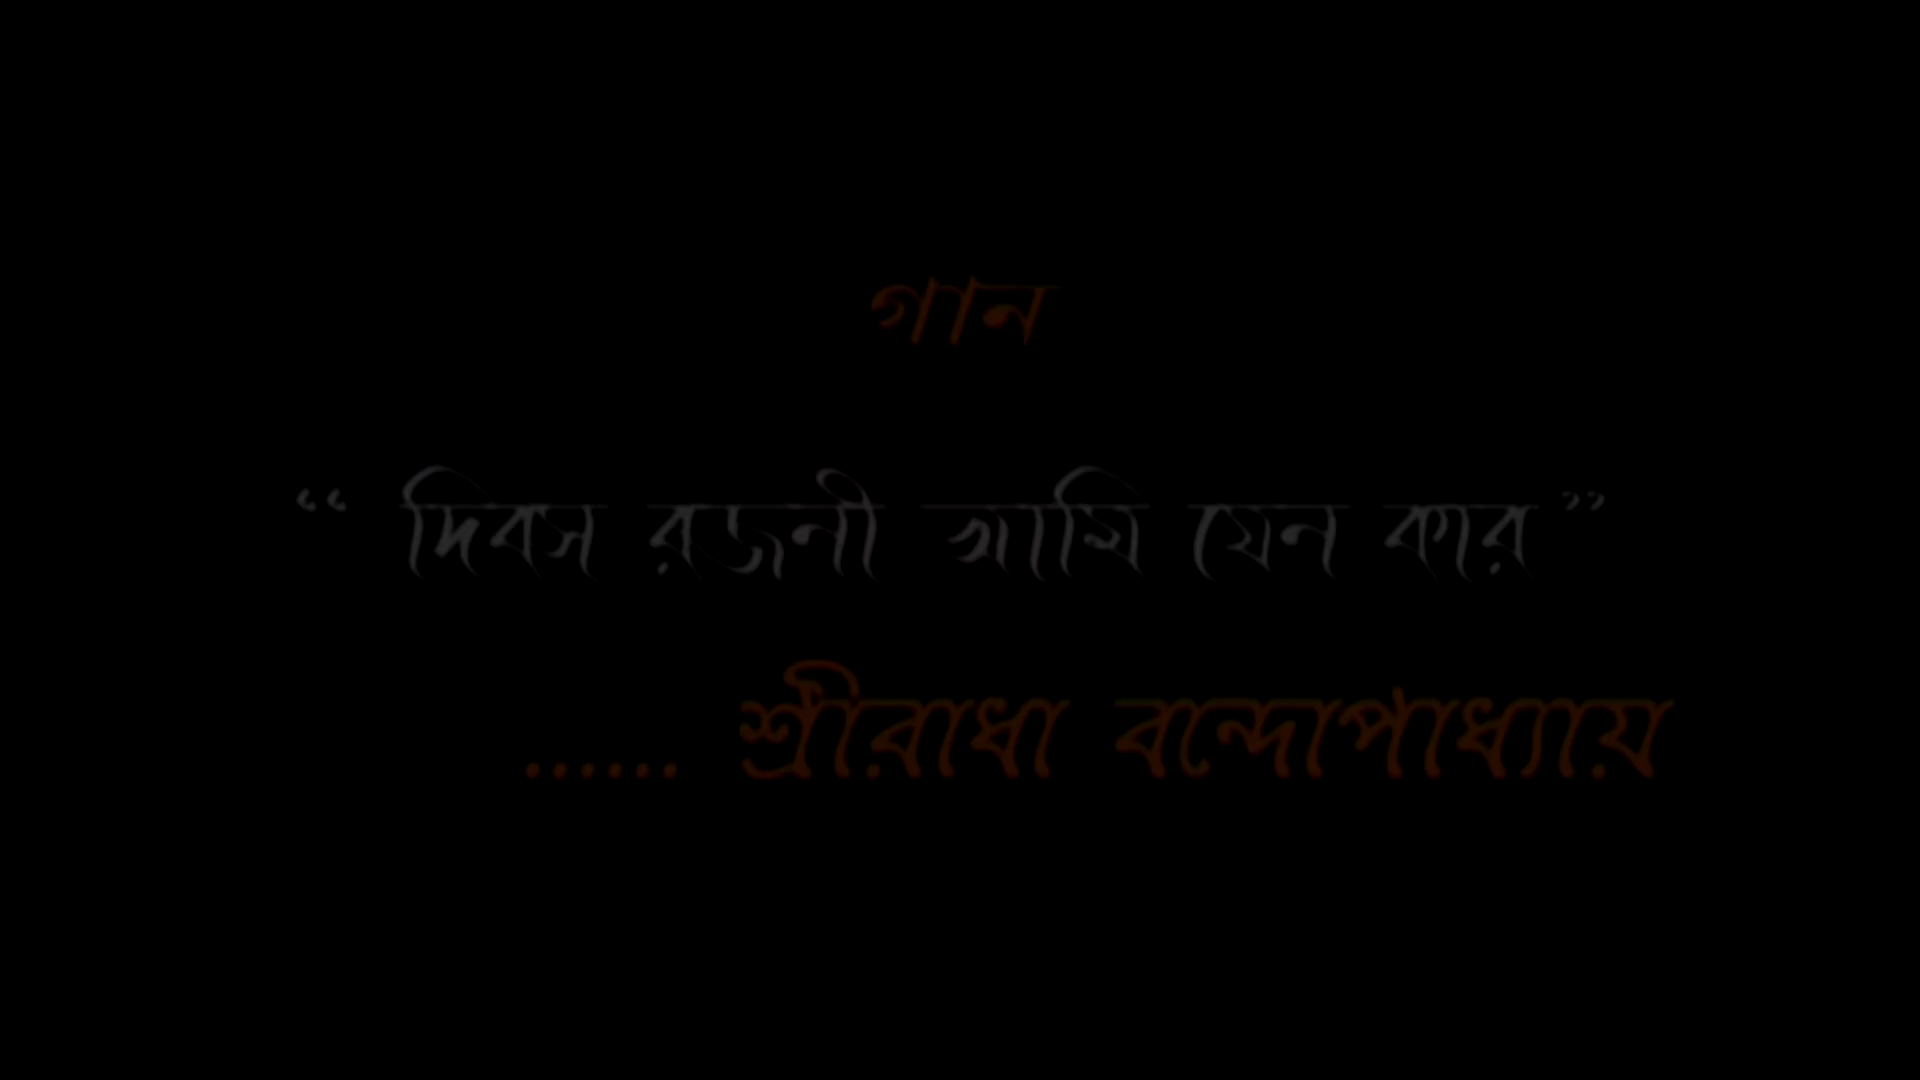 গান
“ দিবস রজনী আমি যেন কার ”
...... শ্রীরাধা বন্দোপাধ্যায়